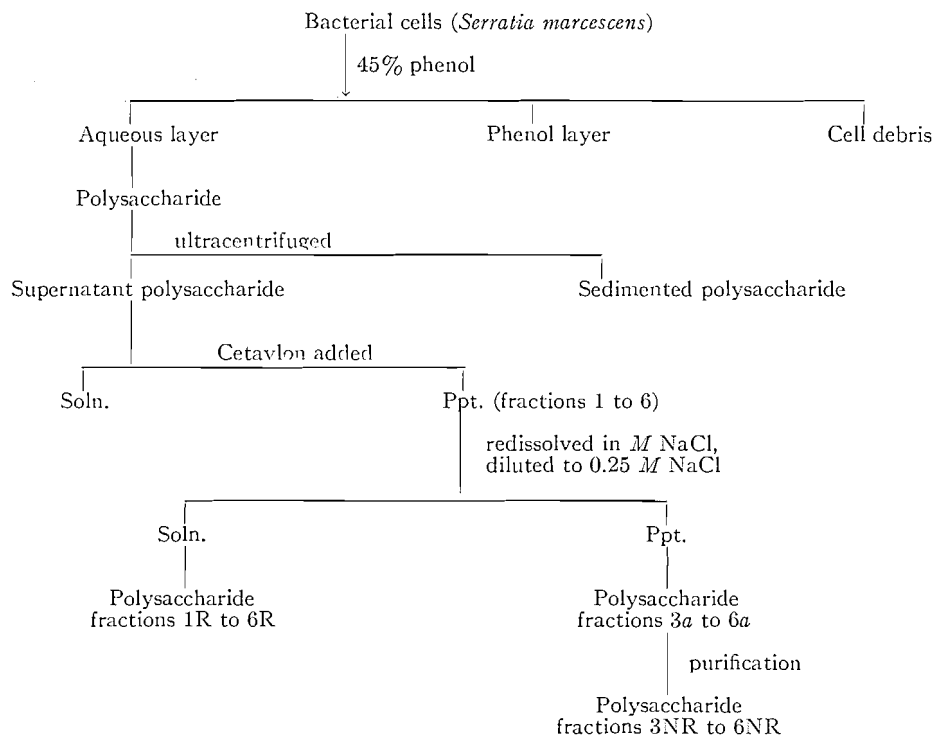 Bacterial cells (Serratia marcescens)
45% phenol
Aqueous layer
Phenol layer
Cell debris
Polysaccharide
ultracentrifuged
Supernatant polysaccharide
Sedimented polysaccharide
Cetavlon added
Soln.
Ppt. (fractions 1 to 6)
redissolved in M NaCl,
diluted to 0.25 M NaCl
Soln.
Ppt.
Polysaccharide
fractions 1R to 6R
Polysaccharide
fractions 3a to 6a
purification
Polysaccharide
fractions 3NR to 6NR